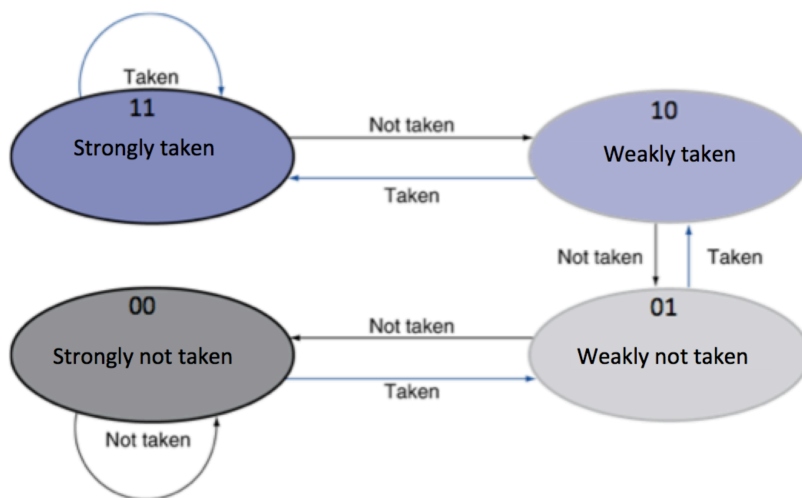 Taken
11
Strongly taken
Not taken
10
Weakly taken
Taken
Not taken
Taken
00
Strongly not taken
Not taken
01
Weakly not taken
Taken
Not taken